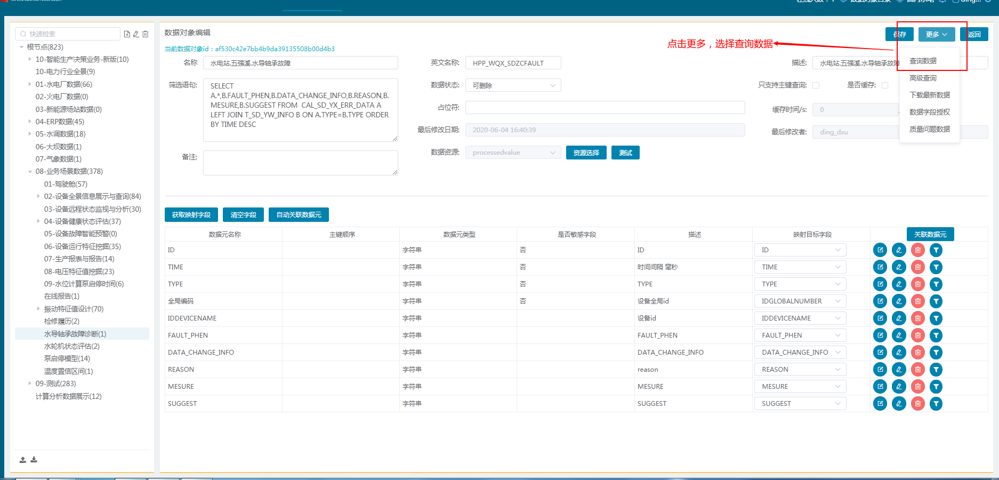 在线人数：1 数据对象目录 国内水电 ding...
快速检索
根节点(823)
10-智能生产决策业务-新版(10)
10-电力行业全景(9)
01-水电厂数据(66)
02-火电厂数据(0)
03-新能源场站数据(0)
04-ERP数据(45)
05-水调数据(18)
06-大坝数据(1)
07-气象数据(1)
08-业务场景数据(378)
01-驾驶舱(57)
02-设备全景信息展示与查询(84)
03-设备远程状态监视与分析(30)
04-设备健康状态评估(37)
05-设备故障智能预警(0)
06-设备运行特征挖掘(35)
07-生产报表与报告(14)
08-电压特征值挖掘(23)
09-水位计算泵启停时间(6)
在线报告(1)
振动特征值设计(70)
检修履历(2)
水导轴承故障诊断(1)
水轮机状态评估(2)
泵启停模型(14)
温度置信区间(1)
09-测试(283)
计算分析数据展示(12)
数据对象编辑
保存 更多 返回
点击更多，选择查询数据
当前数据对象id：af530c42e7bb4b9da39135508b00d4b3
名称 水电站.五强溪.水导轴承故障 英文名称: HPP_WQX_SDZCFAULT 描述: 水电站.五强溪.水导轴承故障
查询数据
高级查询
下载最新数据
数据字段授权
质量问题数据
筛选语句: SELECT
A.*,B.FAULT_PHEN,B.DATA_CHANGE_INFO,B.REASON,B.
MESURE,B.SUGGEST FROM CAL_SD_YX_ERR_DATA A
LEFT JOIN T_SD_YW_INFO B ON A.TYPE=B.TYPE ORDER
BY TIME DESC
数据状态: 可删除 只支持主键查询: 是否缓存:
占位符: 缓存时间/s: 0
最后修改日期: 2020-06-04 16:40:39 最后修改者: ding_dxu
备注: 数据资源: processedvalue 资源选择 测试
获取映射字段 清空字段 自动关联数据元
数据元名称 主键顺序 数据元类型 是否敏感字段 描述 映射目标字段 关联数据元
ID 字符串 否 ID ID
TIME 字符串 否 时间间隔 毫秒 TIME
TYPE 字符串 否 TYPE TYPE
全局编码 字符串 否 设备全局id IDGLOBALNUMBER
IDDEVICENAME 字符串 设备id IDDEVICENAME
FAULT_PHEN 字符串 FAULT_PHEN FAULT_PHEN
DATA_CHANGE_INFO 字符串 DATA_CHANGE_INFO DATA_CHANGE_INFO
REASON 字符串 reason REASON
MESURE 字符串 MESURE MESURE
SUGGEST 字符串 SUGGEST SUGGEST